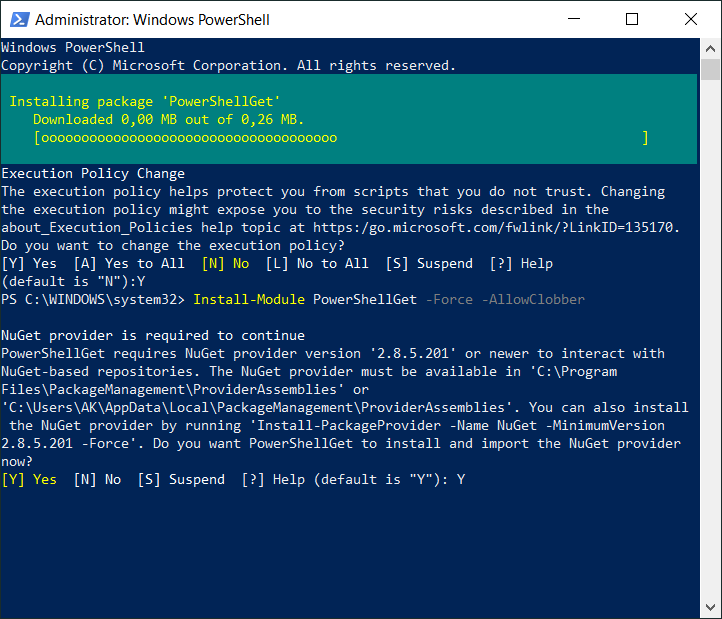 Administrator: Windows PowerShell
Windows PowerShell
Copyright (C) Microsoft Corporation. All rights reserved.
Installing package 'PowerShellGet'
Downloaded 0,00 MB out of 0,26 MB.
[ooooooooooooooooooooooooooooooooooooo                                      ]
Execution Policy Change
The execution policy helps protect you from scripts that you do not trust. Changing
the execution policy might expose you to the security risks described in the
about_Execution_Policies help topic at https:/go.microsoft.com/fwlink/?LinkID=135170.
Do you want to change the execution policy?
[Y] Yes  [A] Yes to All  [N] No  [L] No to All  [S] Suspend  [?] Help
(default is "N"):Y
PS C:\WINDOWS\system32> Install-Module PowerShellGet -Force -AllowClobber
NuGet provider is required to continue
PowerShellGet requires NuGet provider version '2.8.5.201' or newer to interact with
NuGet-based repositories. The NuGet provider must be available in 'C:\Program
Files\PackageManagement\ProviderAssemblies' or
'C:\Users\AK\AppData\Local\PackageManagement\ProviderAssemblies'. You can also install
the NuGet provider by running 'Install-PackageProvider -Name NuGet -MinimumVersion
2.8.5.201 -Force'. Do you want PowerShellGet to install and import the NuGet provider
now?
[Y] Yes  [N] No  [S] Suspend  [?] Help (default is "Y"): Y